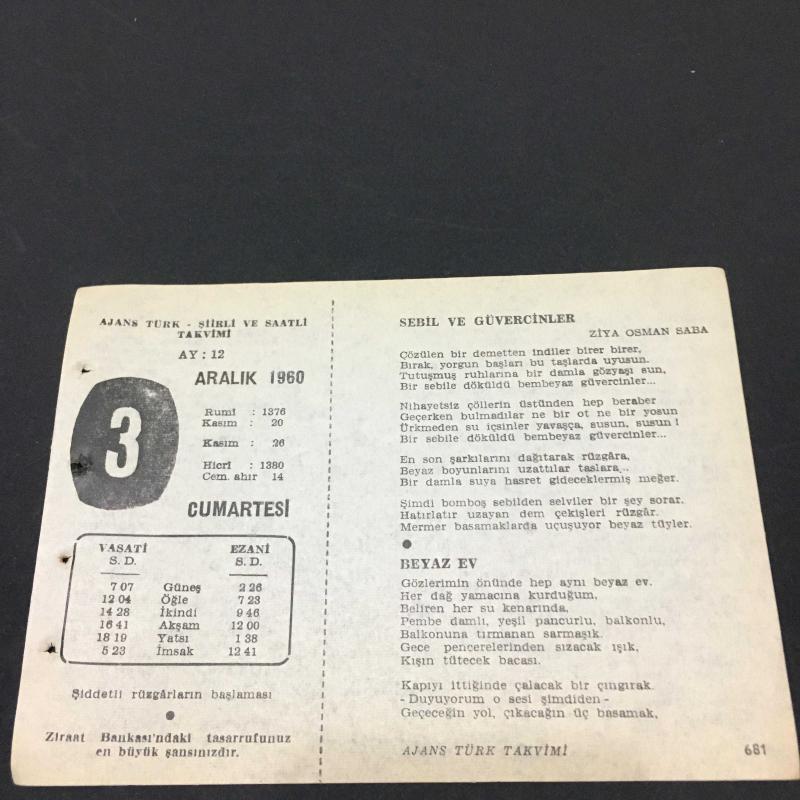 AJANS TÜRK - ŞİİRLİ VE SAATLİ
TAKVİMİ
AY : 12
ARALIK 1960
3
Rumî : 1376
Kasım : 20
Kasım : 26
Hicrî : 1380
Cem. ahır 14
CUMARTESİ
VASATİ EZANİ
S. D. S. D.
7 07 Güneş 2 26
12 04 Öğle 7 23
14 28 İkindi 9 46
16 41 Akşam 12 00
18 19 Yatsı 1 38
5 23 İmsak 12 41
Şiddetli rüzgârların başlaması
Ziraat Bankası'ndaki tasarrufunuz
en büyük şansınızdır.
SEBİL VE GÜVERCİNLER
ZİYA OSMAN SABA
Çözülen bir demetten indiler birer birer,
Bırak, yorgun başları bu taşlarda uyusun.
Tutuşmuş ruhlarına bir damla gözyaşı sun,
Bir sebile döküldü bembeyaz güvercinler...
Nihayetsiz çöllerin üstünden hep beraber
Geçerken bulmadılar ne bir ot ne bir yosun
Ürkmeden su içsinler yavaşça, susun, susun !
Bir sebile döküldü bembeyaz güvercinler...
En son şarkılarını dağıtarak rüzgâra,
Beyaz boyunlarını uzattılar taslara...
Bir damla suya hasret gideceklermiş meğer.
Şimdi bomboş sebilden selviler bir şey sorar.
Hatırlatır uzayan dem çekişleri rüzgâr.
Mermer basamaklarda uçuşuyor beyaz tüyler.
BEYAZ EV
Gözlerimin önünde hep aynı beyaz ev.
Her dağ yamacına kurduğum,
Beliren her su kenarında,
Pembe damlı, yeşil pancurlu, balkonlu,
Balkonuna tırmanan sarmaşık.
Gece pencerelerinden sızacak ışık,
Kışın tütecek bacası.
Kapıyı ittiğinde çalacak bir çıngırak.
- Duyuyorum o sesi şimdiden -
Geçeceğin yol, çıkacağın üç basamak,
AJANS TÜRK TAKVİMİ 681